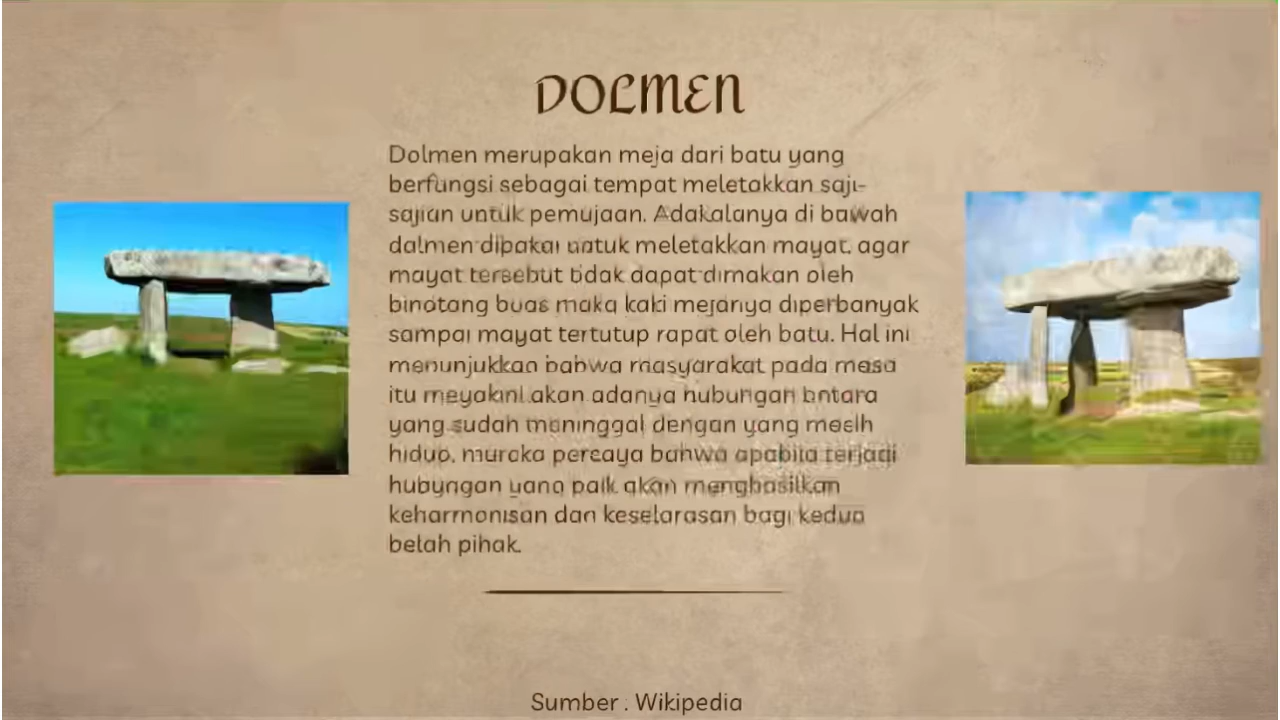 DOLMEN
Dolmen merupakan meja dari batu yang
berfungsi sebagai tempat meletakkan saji-
sajian untuk pemujaan. Adakalanya di bawah
dalmen dipakai untuk meletakkan mayat. agar
mayat tersebut tidak dapat dimakan oleh
binotang buas maka kaki mejanya diperbanyak
sampai mayat tertutup rapat oleh batu. Hal ini
menunjukkan bahwa masyarakat pada masa
itu meyakini akan adanya hubungan antara
yang sudah meninggal dengan yang masih
hidup, percaya bahwa apabila terjadi
hubungan yang baik akan menghasilkan
keharmonisan dan keselarasan bagi kedua
belah pihak.
Sumber : Wikipedia